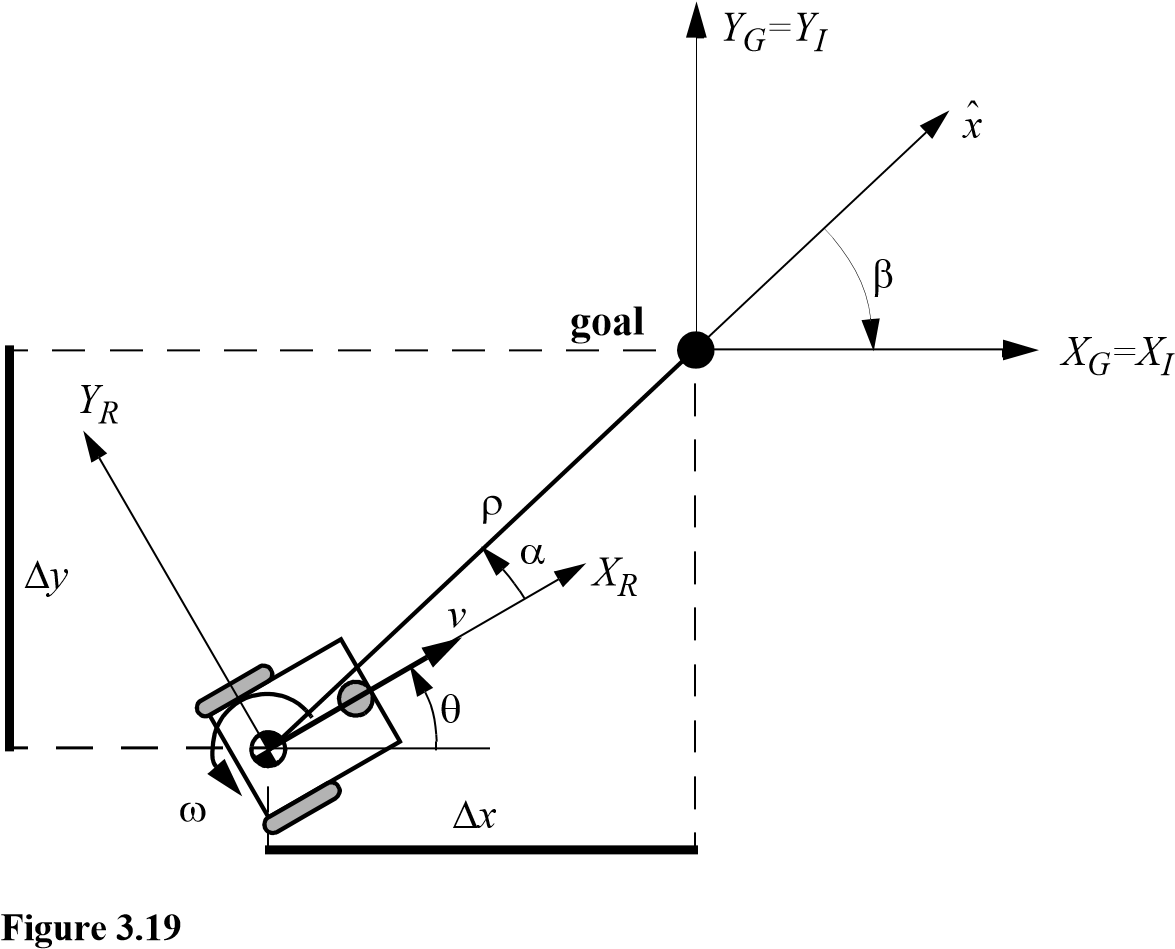 Y_G=Y_I
x̂
β
goal
X_G=X_I
Y_R
ρ
α
X_R
Δy
v
θ
ω
Δx
Figure 3.19